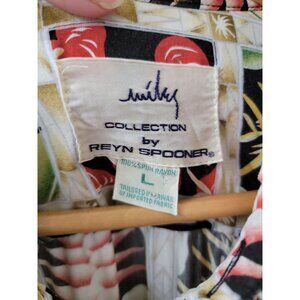 COLLECTION
by
REYN SPOONER®
100% SPUN RAYON
L
TAILORED IN HAWAII
OF IMPORTED FABRIC